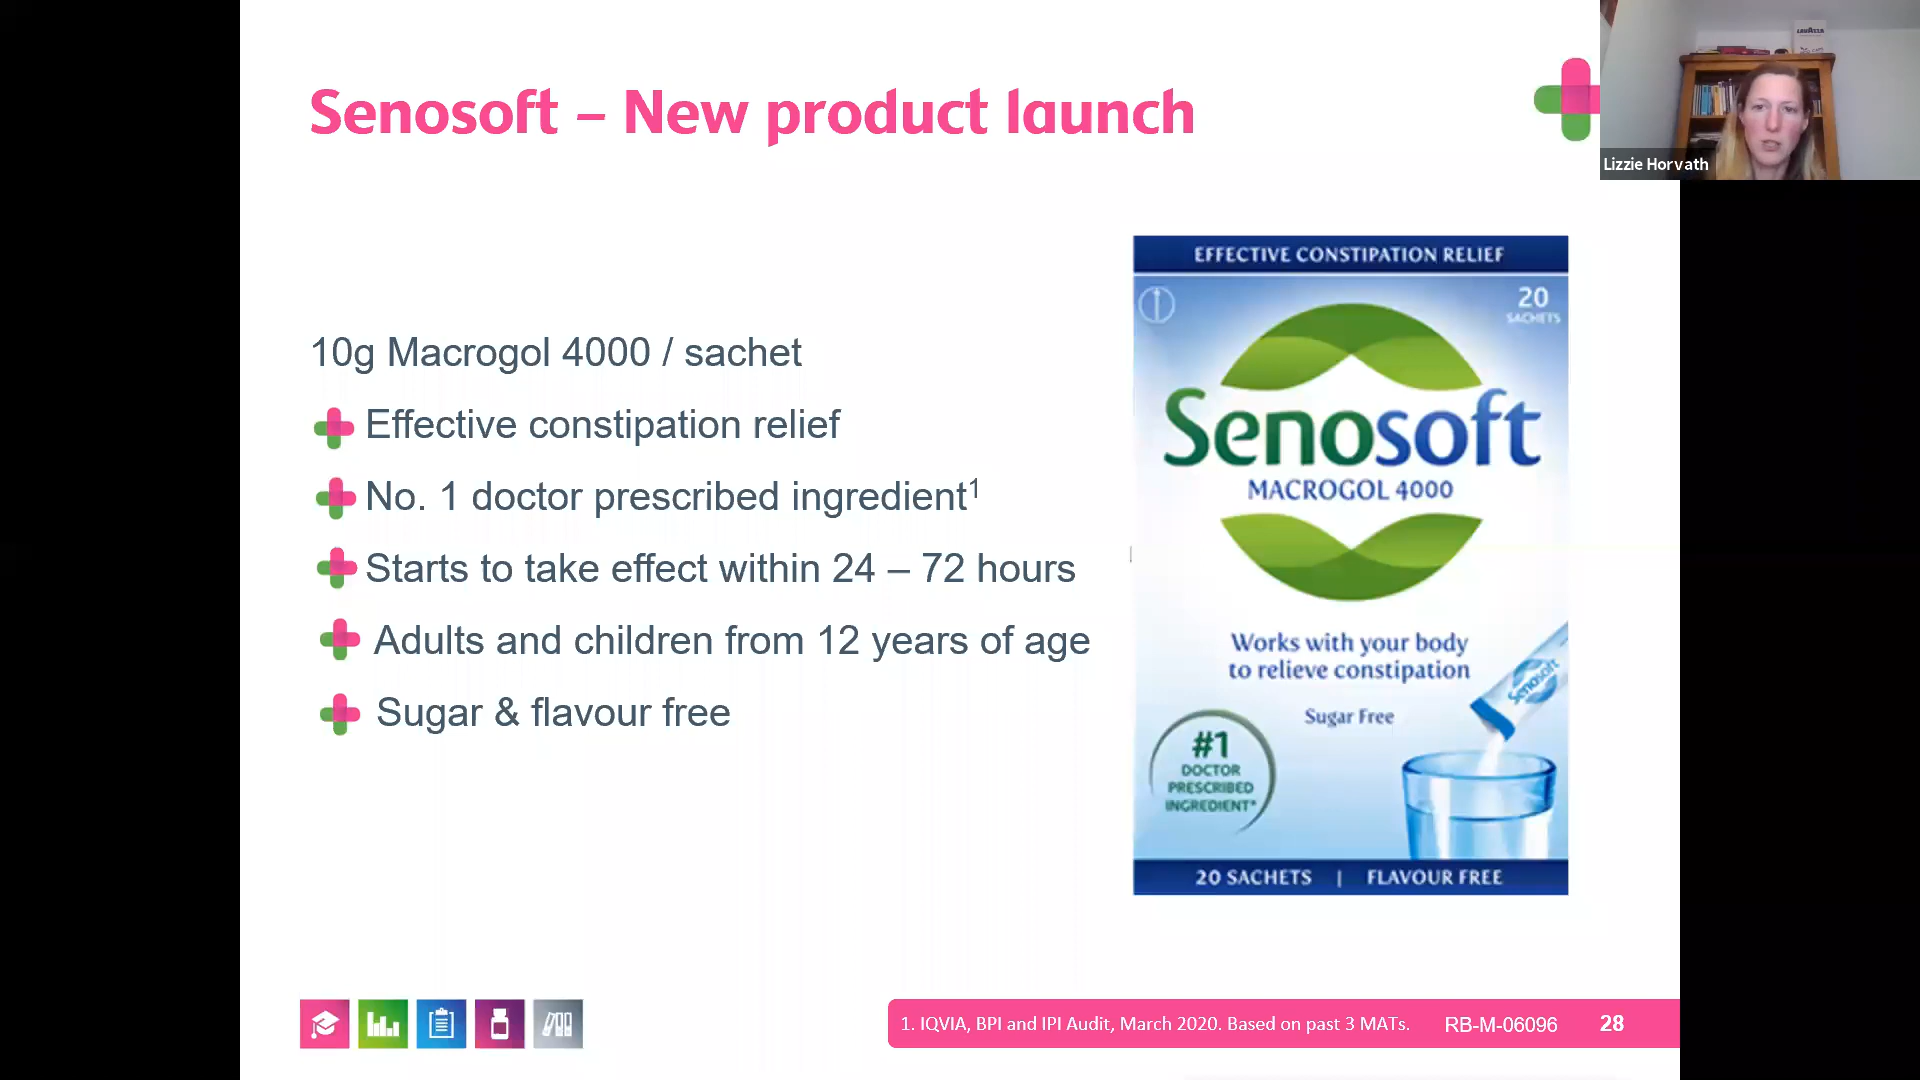 Senosoft – New product launch
LAVAZZA
Lizzie Horvath
10g Macrogol 4000 / sachet
Effective constipation relief
No. 1 doctor prescribed ingredient1
Starts to take effect within 24 – 72 hours
Adults and children from 12 years of age
Sugar & flavour free
EFFECTIVE CONSTIPATION RELIEF
20
SACHETS
Senosoft
MACROGOL 4000
Works with your body
to relieve constipation
Senosoft
Sugar Free
#1
DOCTOR
PRESCRIBED
INGREDIENT*
20 SACHETS | FLAVOUR FREE
1. IQVIA, BPI and IPI Audit, March 2020. Based on past 3 MATs. RB-M-06096 28